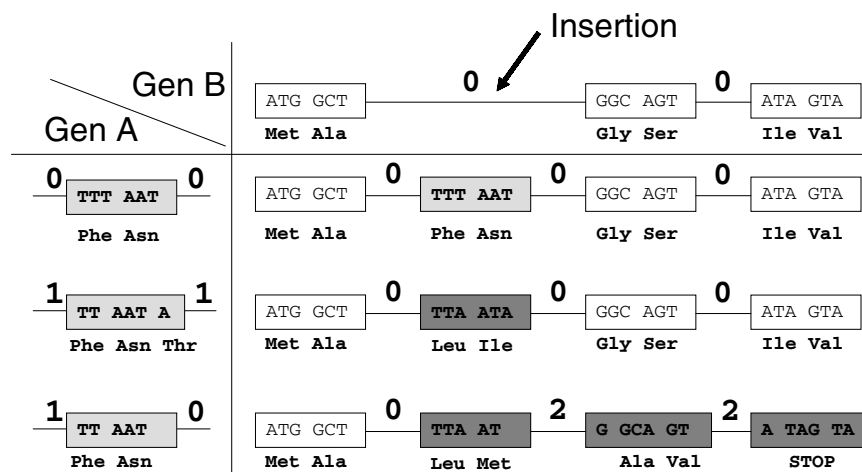 Insertion
Gen B
Gen A
0 0
ATG GCT GGC AGT ATA GTA
Met Ala Gly Ser Ile Val
0 0 0 0 0
TTT AAT ATG GCT TTT AAT GGC AGT ATA GTA
Phe Asn Met Ala Phe Asn Gly Ser Ile Val
1 1 0 0 0
TT AAT A ATG GCT TTA ATA GGC AGT ATA GTA
Phe Asn Thr Met Ala Leu Ile Gly Ser Ile Val
1 0 0 2 2
TT AAT ATG GCT TTA AT G GCA GT A TAG TA
Phe Asn Met Ala Leu Met Ala Val STOP